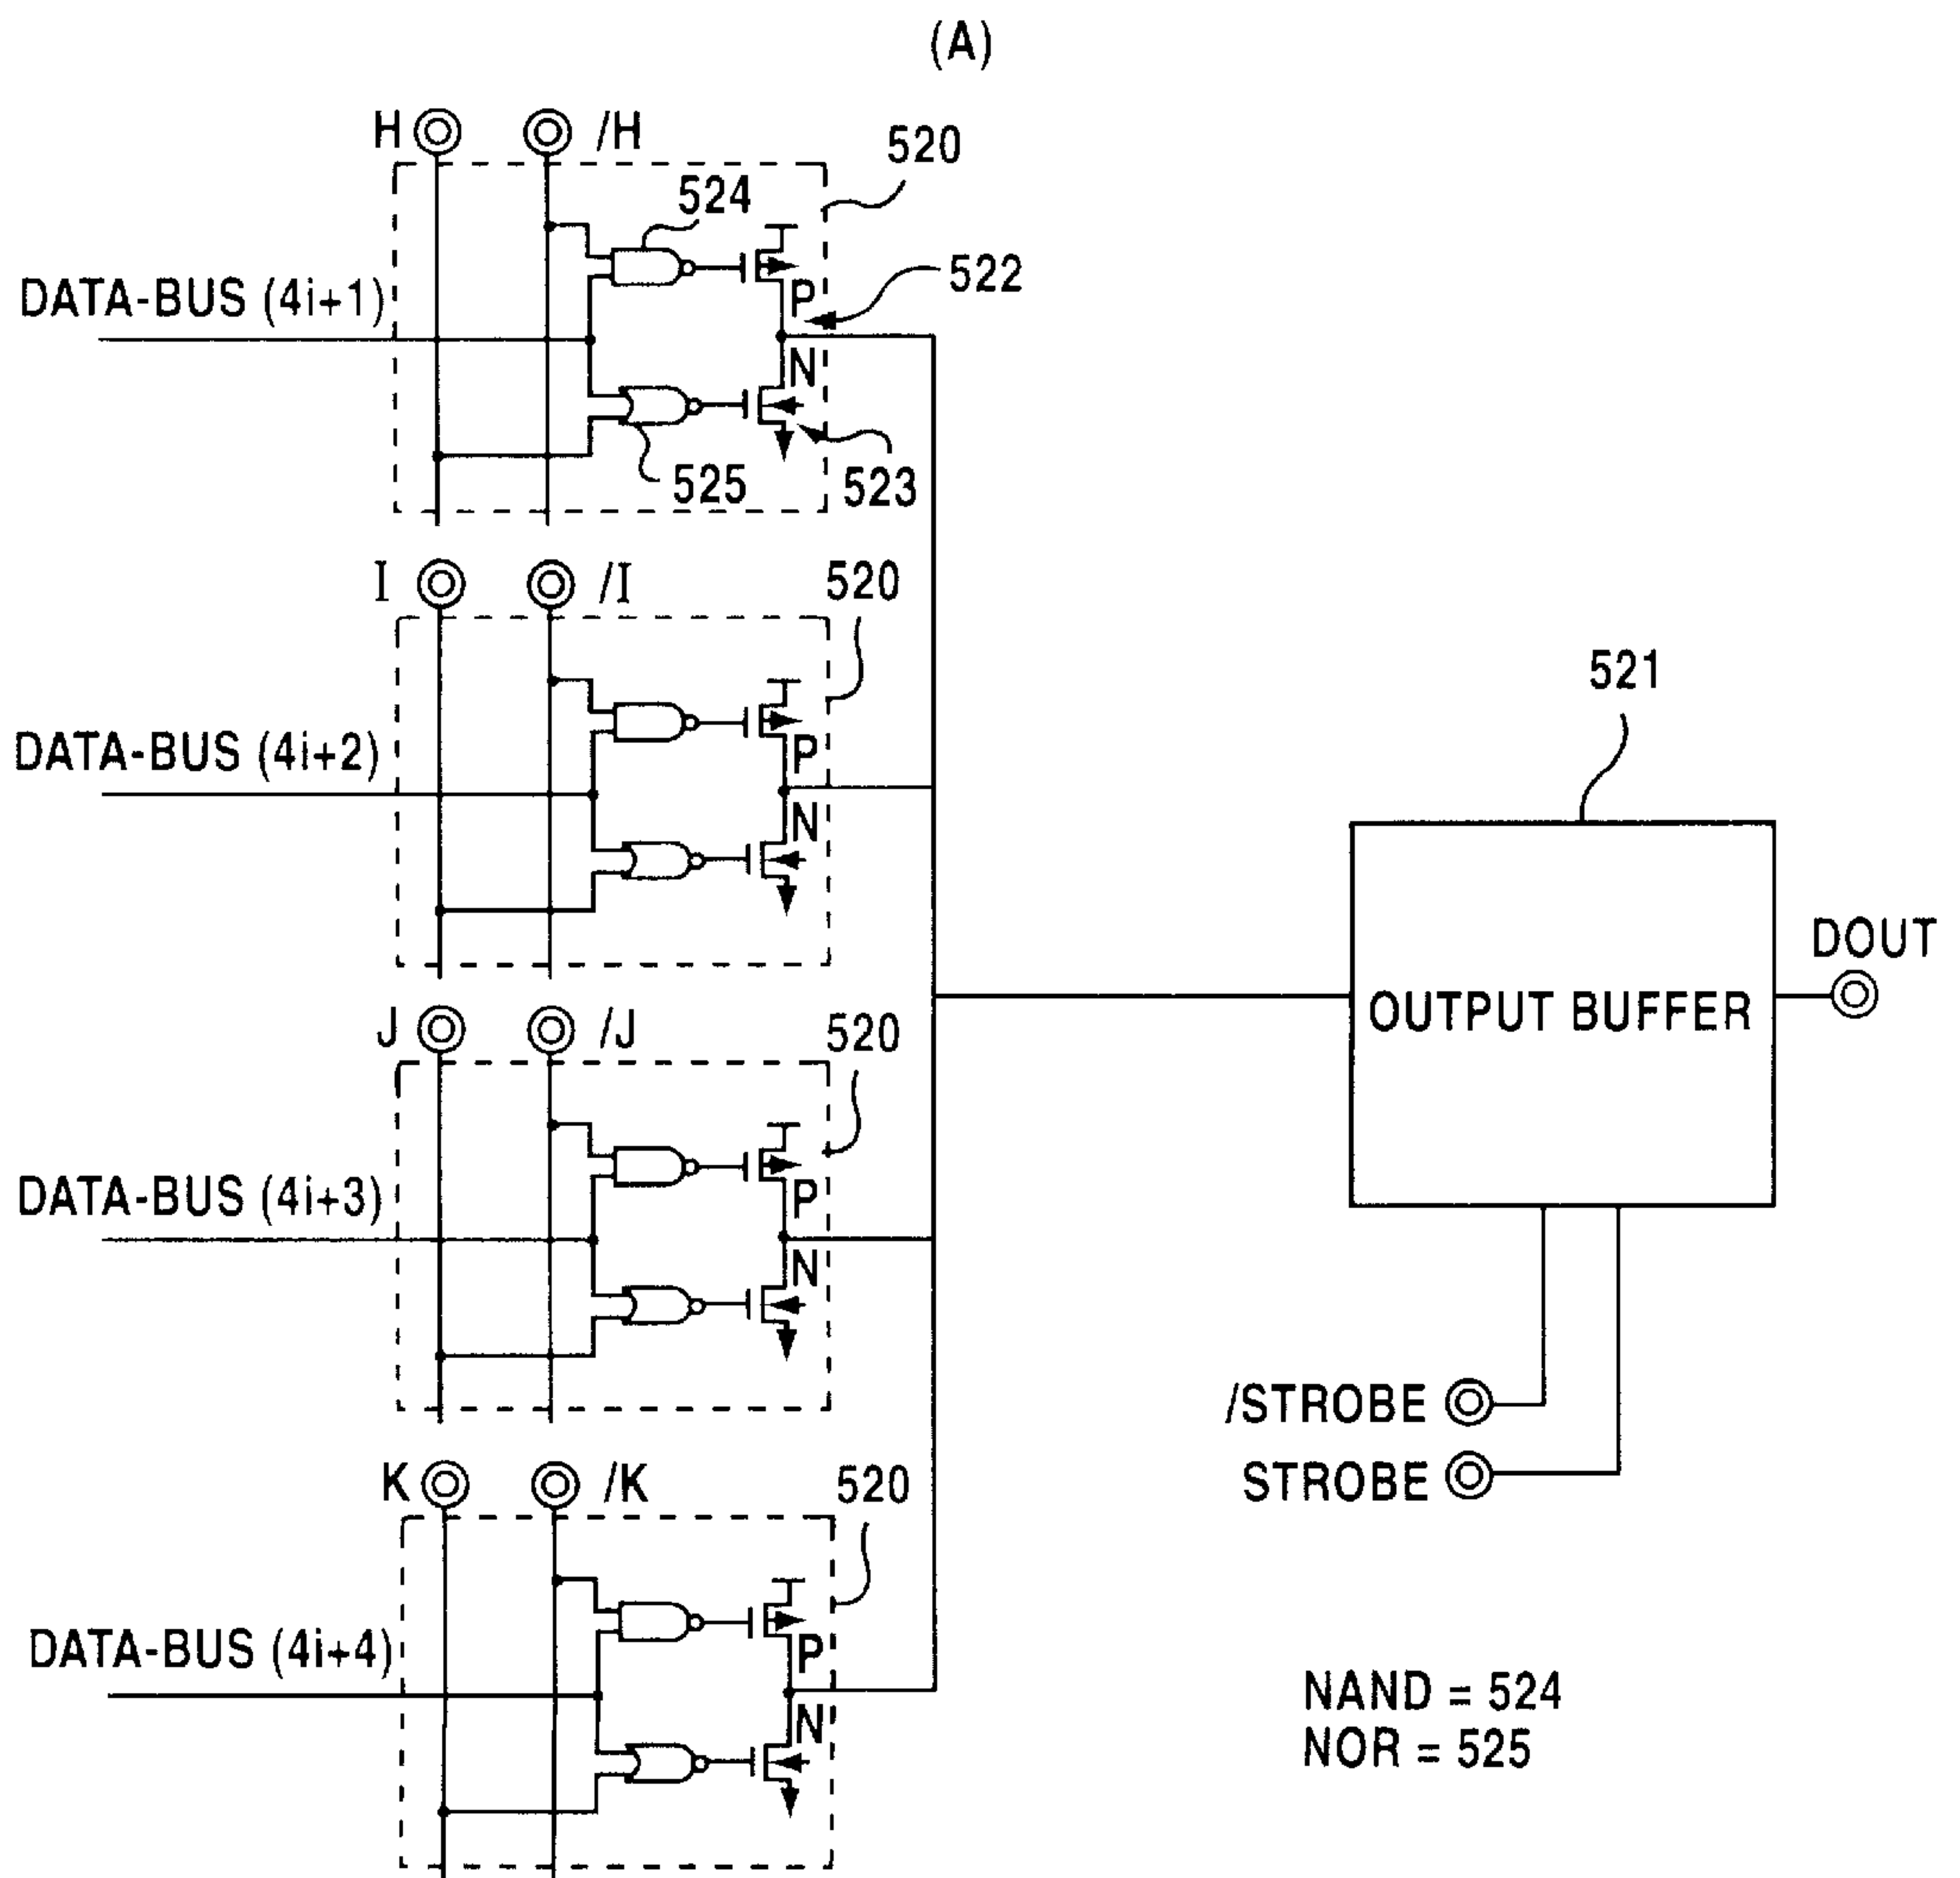 (A)
H /H 520
524
DATA-BUS (4i+1) 522
P
N
525 523
I /I 520
DATA-BUS (4i+2) P
N
521
J /J 520
OUTPUT BUFFER DOUT
DATA-BUS (4i+3) P
N
/STROBE
STROBE
K /K 520
DATA-BUS (4i+4) P
N
NAND = 524
NOR = 525